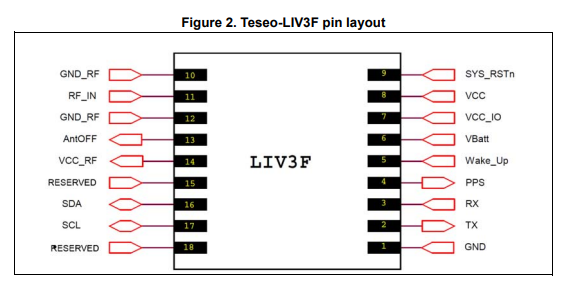 Figure 2. Teseo-LIV3F pin layout
GND_RF 10 9 SYS_RSTn
RF_IN 11 8 VCC
GND_RF 12 7 VCC_IO
AntOFF 13 6 VBatt
VCC_RF 14 LIV3F 5 Wake_Up
RESERVED 15 4 PPS
SDA 16 3 RX
SCL 17 2 TX
RESERVED 18 1 GND